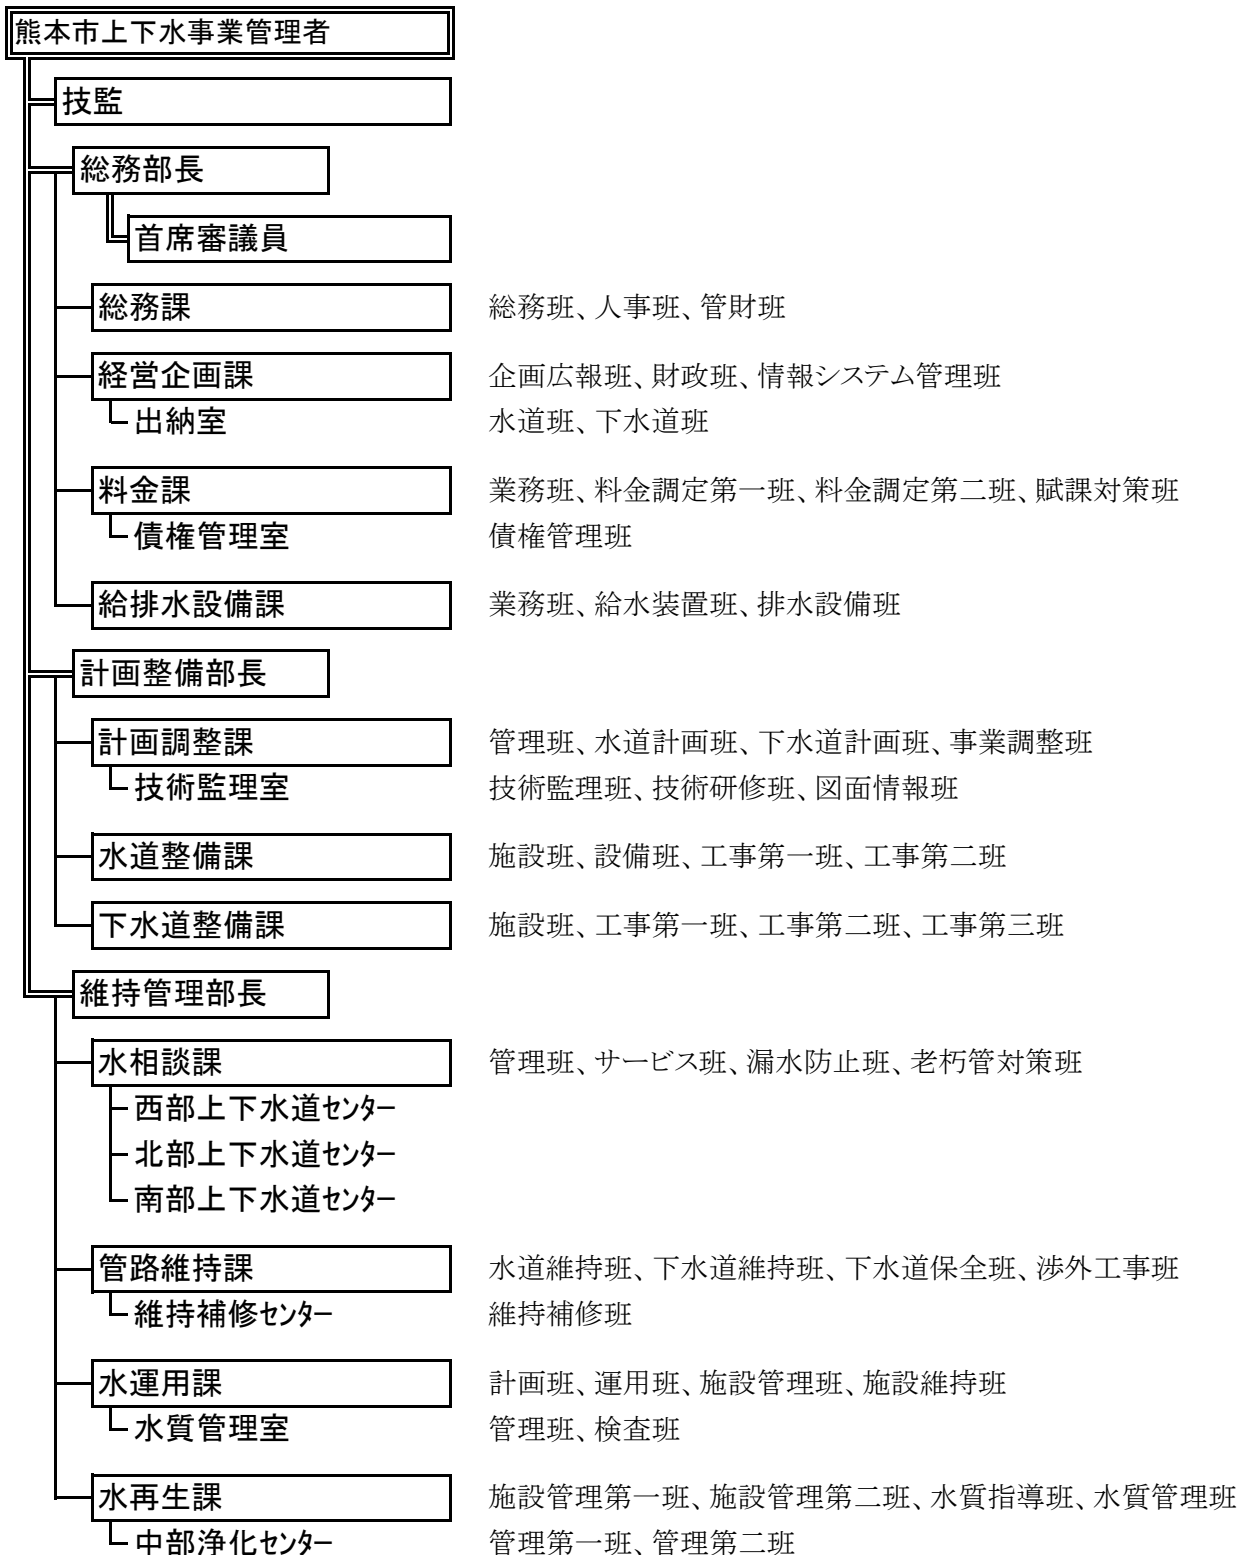 熊本市上下水事業管理者
技監
総務部長
首席審議員
総務課 総務班、人事班、管財班
経営企画課 企画広報班、財政班、情報システム管理班
出納室 水道班、下水道班
料金課 業務班、料金調定第一班、料金調定第二班、賦課対策班
債権管理室 債権管理班
給排水設備課 業務班、給水装置班、排水設備班
計画整備部長
計画調整課 管理班、水道計画班、下水道計画班、事業調整班
技術監理室 技術監理班、技術研修班、図面情報班
水道整備課 施設班、設備班、工事第一班、工事第二班
下水道整備課 施設班、工事第一班、工事第二班、工事第三班
維持管理部長
水相談課 管理班、サービス班、漏水防止班、老朽管対策班
西部上下水道ｾﾝﾀｰ
北部上下水道ｾﾝﾀｰ
南部上下水道ｾﾝﾀｰ
管路維持課 水道維持班、下水道維持班、下水道保全班、渉外工事班
維持補修ｾﾝﾀｰ 維持補修班
水運用課 計画班、運用班、施設管理班、施設維持班
水質管理室 管理班、検査班
水再生課 施設管理第一班、施設管理第二班、水質指導班、水質管理班
中部浄化ｾﾝﾀｰ 管理第一班、管理第二班